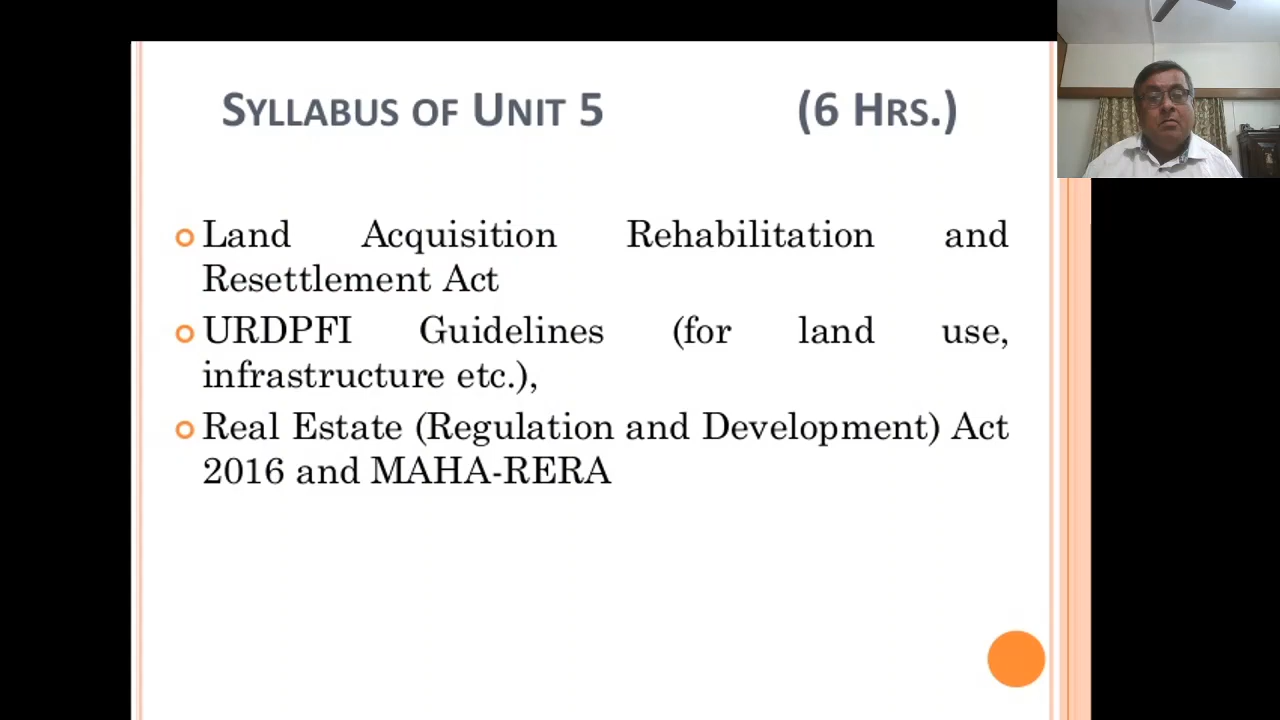 Syllabus of Unit 5 (6 Hrs.)
Land Acquisition Rehabilitation and
Resettlement Act
URDPFI Guidelines (for land use,
infrastructure etc.),
Real Estate (Regulation and Development) Act
2016 and MAHA-RERA